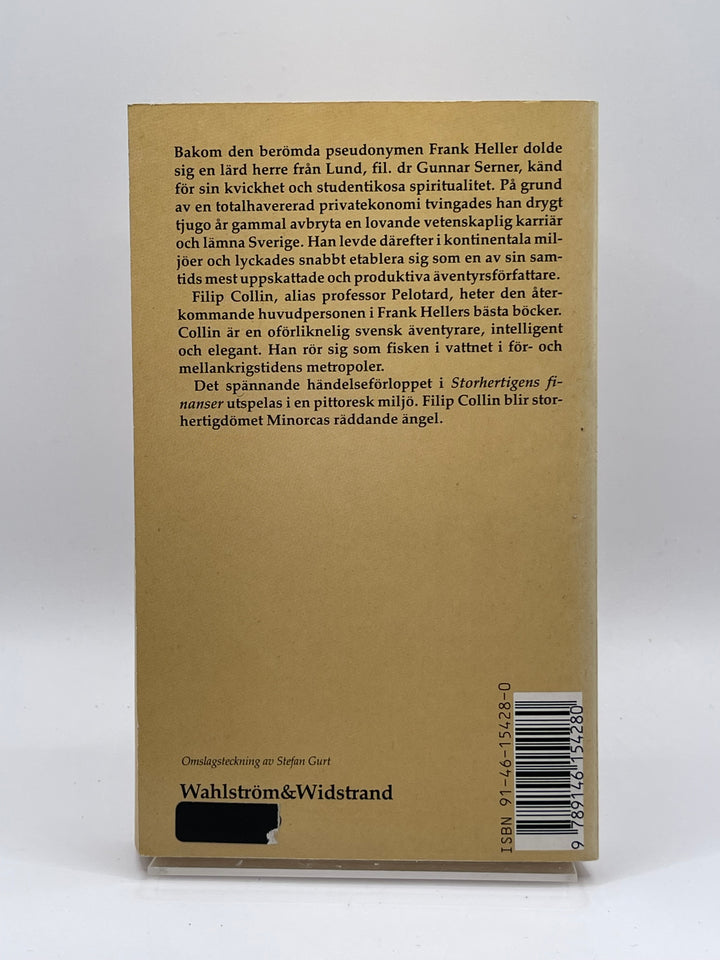 Bakom den berömda pseudonymen Frank Heller dolde
sig en lärd herre från Lund, fil. dr Gunnar Serner, känd
för sin kvickhet och studentikosa spiritualitet. På grund
av en totalhavererad privatekonomi tvingades han drygt
tjugo år gammal avbryta en lovande vetenskaplig karriär
och lämna Sverige. Han levde därefter i kontinentala mil-
jöer och lyckades snabbt etablera sig som en av sin sam-
tids mest uppskattade och produktiva äventyrsförfattare.
Filip Collin, alias professor Pelotard, heter den åter-
kommande huvudpersonen i Frank Hellers bästa böcker.
Collin är en oförliknelig svensk äventyrare, intelligent
och elegant. Han rör sig som fisken i vattnet i för- och
mellankrigstidens metropoler.
Det spännande händelseförloppet i Storhertigens fi-
nanser utspelas i en pittoresk miljö. Filip Collin blir stor-
hertigdömet Minorcas räddande ängel.
Omslagsteckning av Stefan Gurt
Wahlström&Widstrand
ISBN 91-46-15428-0
9 789146 154280